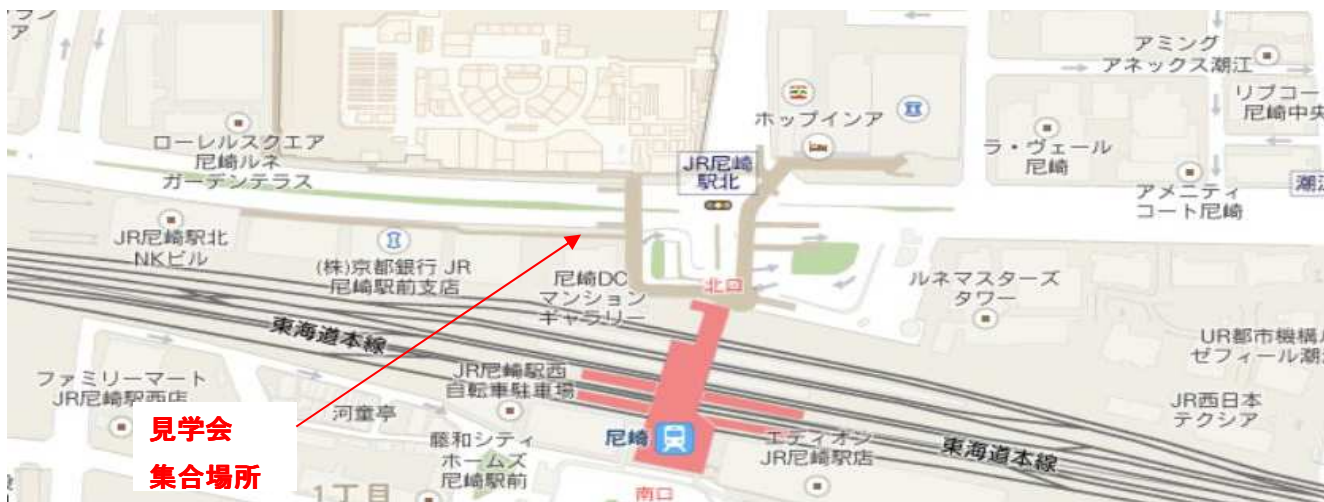 ラン
ア
ローレルスクエア
尼崎ルネ
ガーデンテラス
JR尼崎駅北
NKビル
(株)京都銀行 JR
尼崎駅前支店
尼崎DC
マンション
ギャラリー
ホップインア
JR尼崎
駅北
アミング
アネックス潮江
リブコー
尼崎中央
ラ・ヴェール
尼崎
アメニティ
コート尼崎
潮江
北口
ルネマスターズ
タワー
UR都市機構
ゼフィール潮
JR西日本
テクシア
東海道本線
ファミリーマート
JR尼崎駅西店
河童亭
JR尼崎駅西
自転車駐車場
藤和シティ
ホームズ
尼崎駅前
尼崎
エディオン
JR尼崎駅店
東海道本線
南口
1丁目
見学会
集合場所